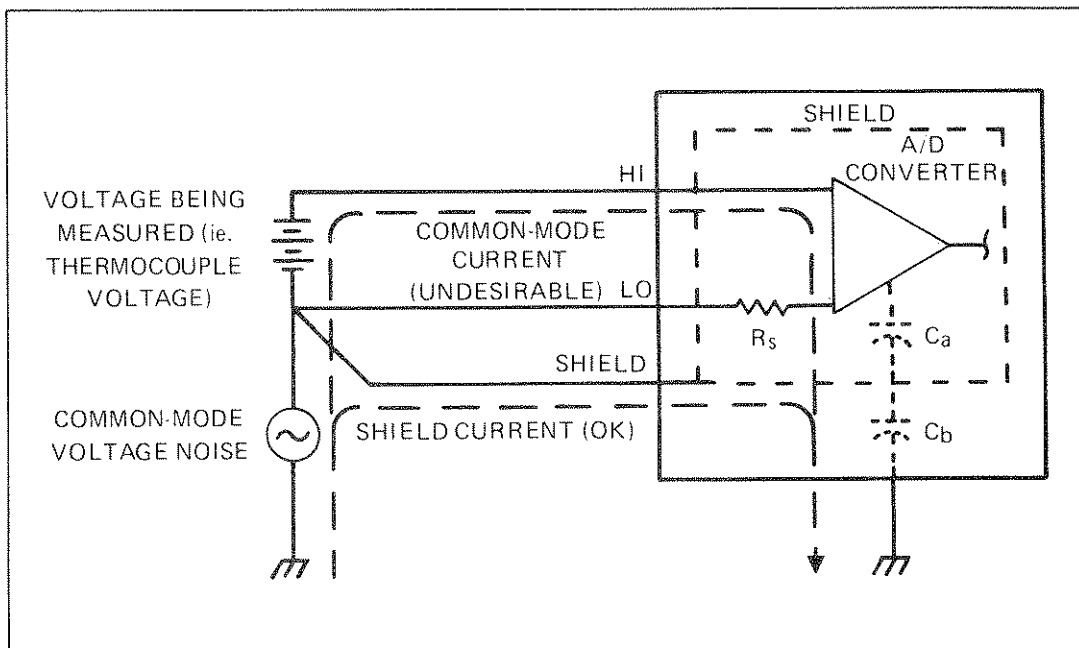 SHIELD
A/D
CONVERTER
HI
VOLTAGE BEING
MEASURED (ie.
THERMOCOUPLE
VOLTAGE)
COMMON-MODE
CURRENT
(UNDESIRABLE)
LO
Rs
Ca
SHIELD
COMMON-MODE
VOLTAGE NOISE
SHIELD CURRENT (OK)
Cb